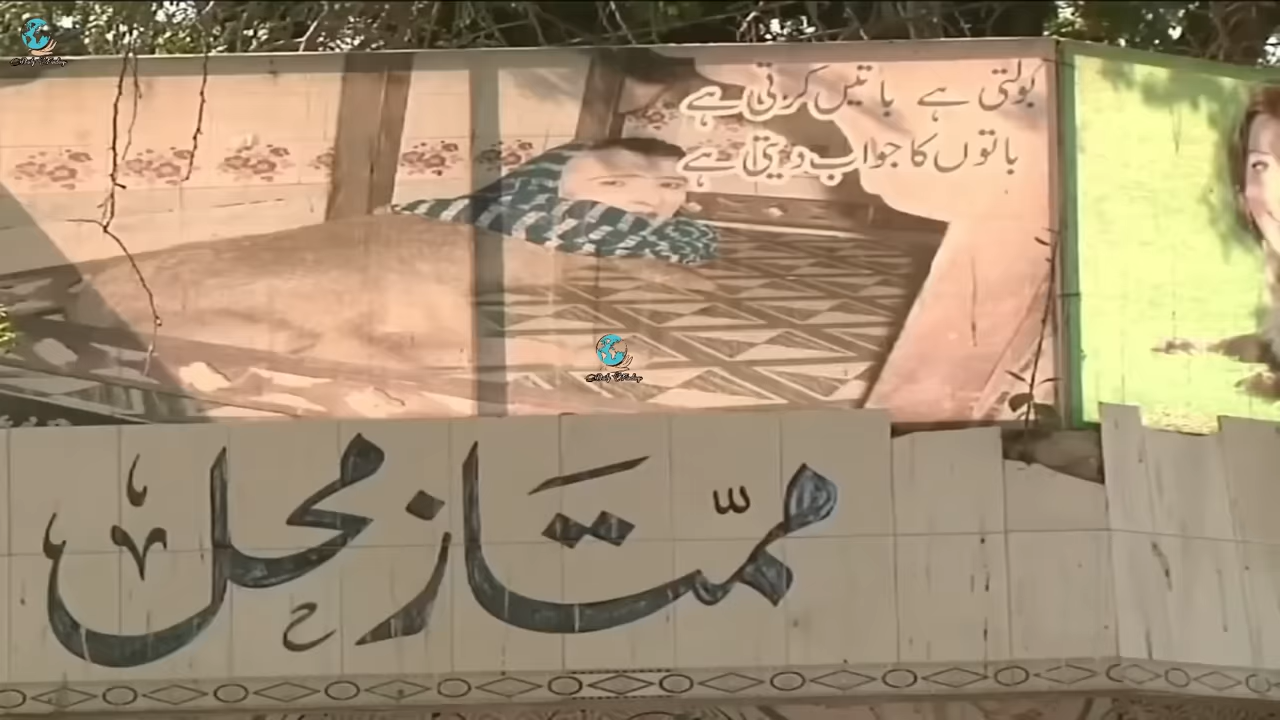 بولتی ہے باتیں کرتی ہے
باتوں کا جواب دیتی ہے
ممتاز محل